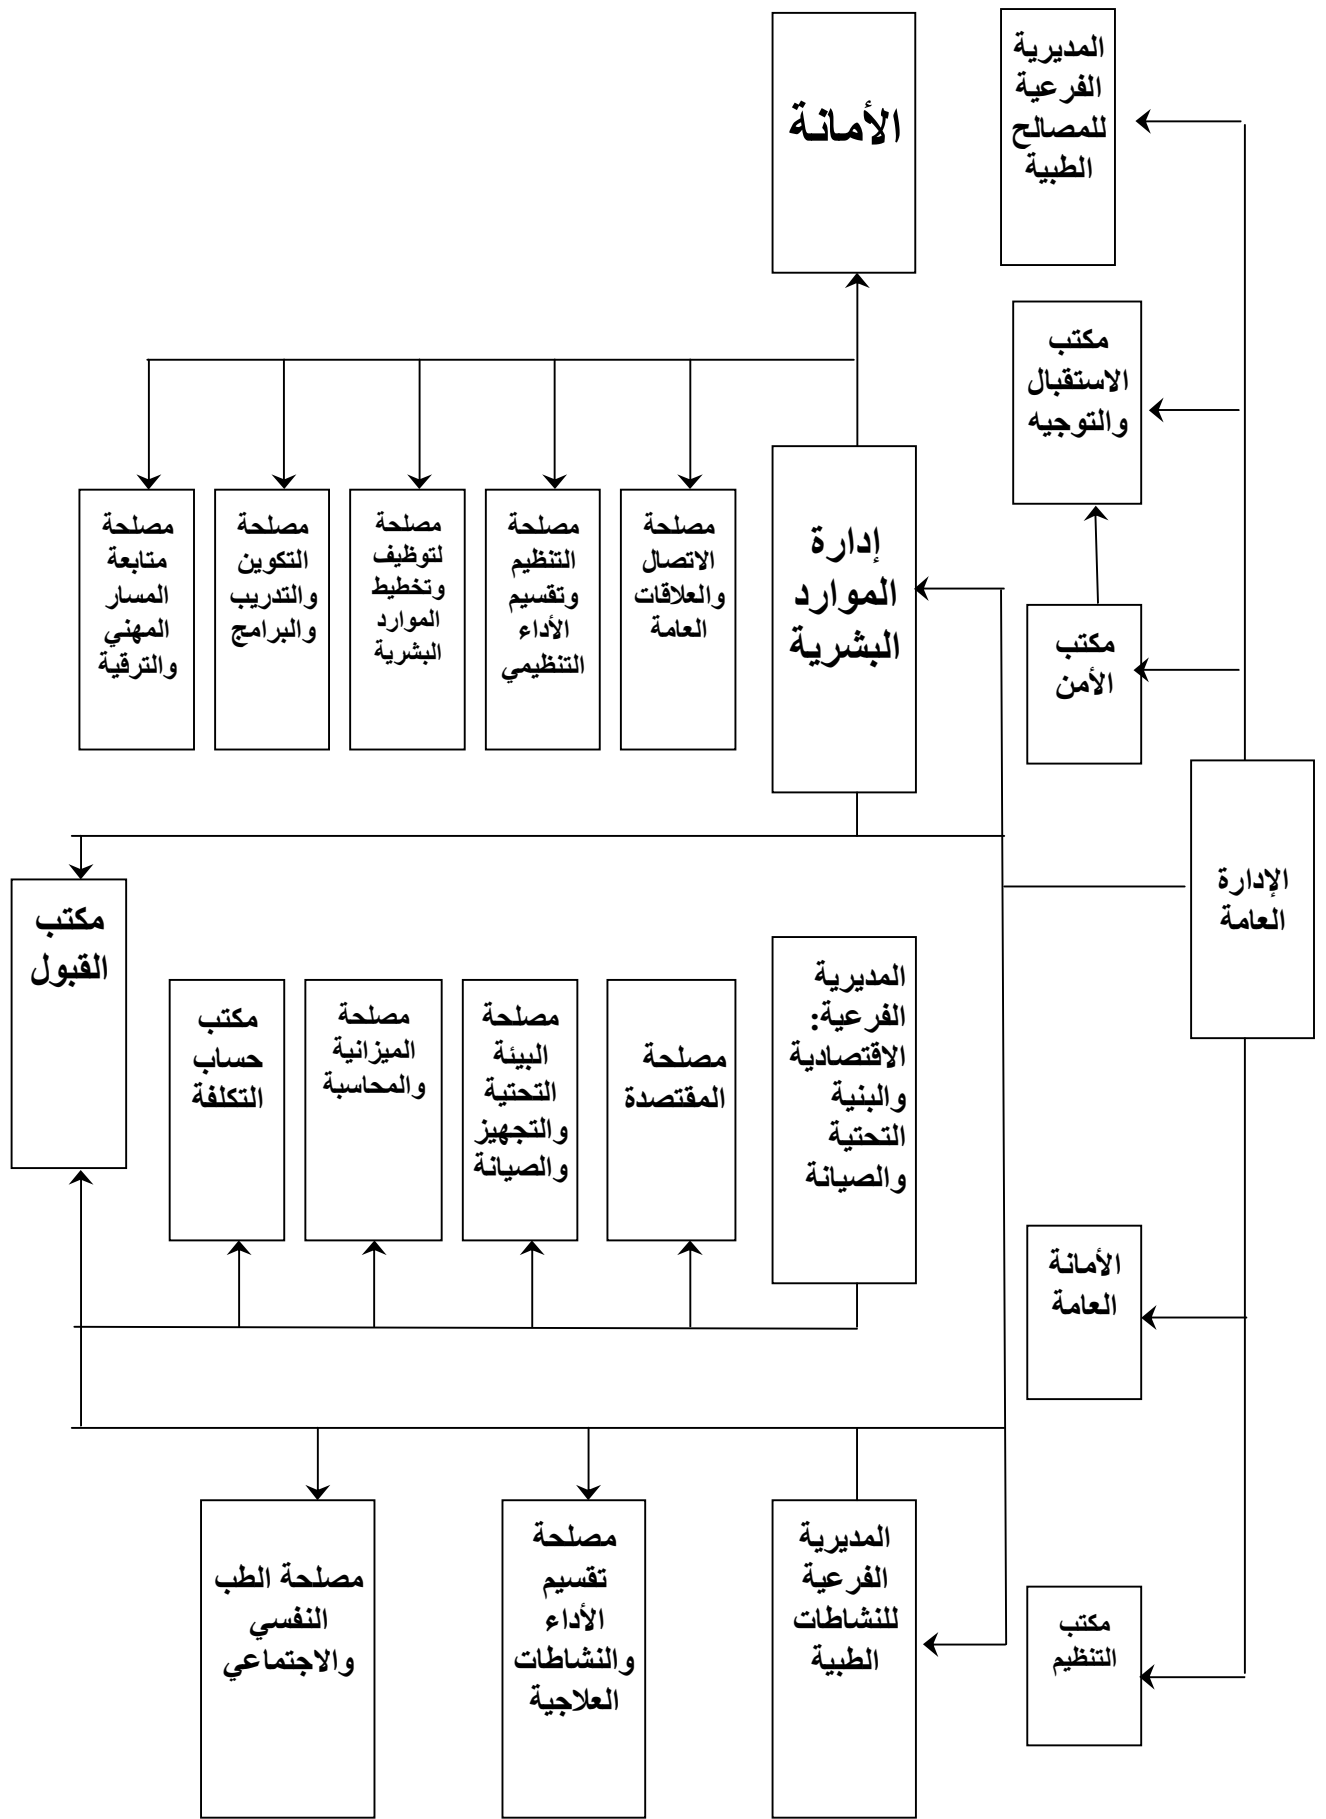 المديرية
الفرعية
للمصالح
الطبية
الأمانة
مكتب
الاستقبال
والتوجيه
إدارة
الموارد
البشرية
مصلحة
الاتصال
والعلاقات
العامة
مصلحة
التنظيم
وتقسيم
الأداء
التنظيمي
مصلحة
لتوظيف
وتخطيط
الموارد
البشرية
مصلحة
التكوين
والتدريب
والبرامج
مصلحة
متابعة
المسار
المهني
والترقية
مكتب
الأمن
الإدارة
العامة
مكتب
القبول
المديرية
الفرعية:
الاقتصادية
والبنية
التحتية
والصيانة
مصلحة
المقتصدة
مصلحة
البيئة
التحتية
والتجهيز
والصيانة
مصلحة
الميزانية
والمحاسبة
مكتب
حساب
التكلفة
الأمانة
العامة
المديرية
الفرعية
للنشاطات
الطبية
مصلحة
تقسيم
الأداء
والنشاطات
العلاجية
مصلحة الطب
النفسي
والاجتماعي
مكتب
التنظيم